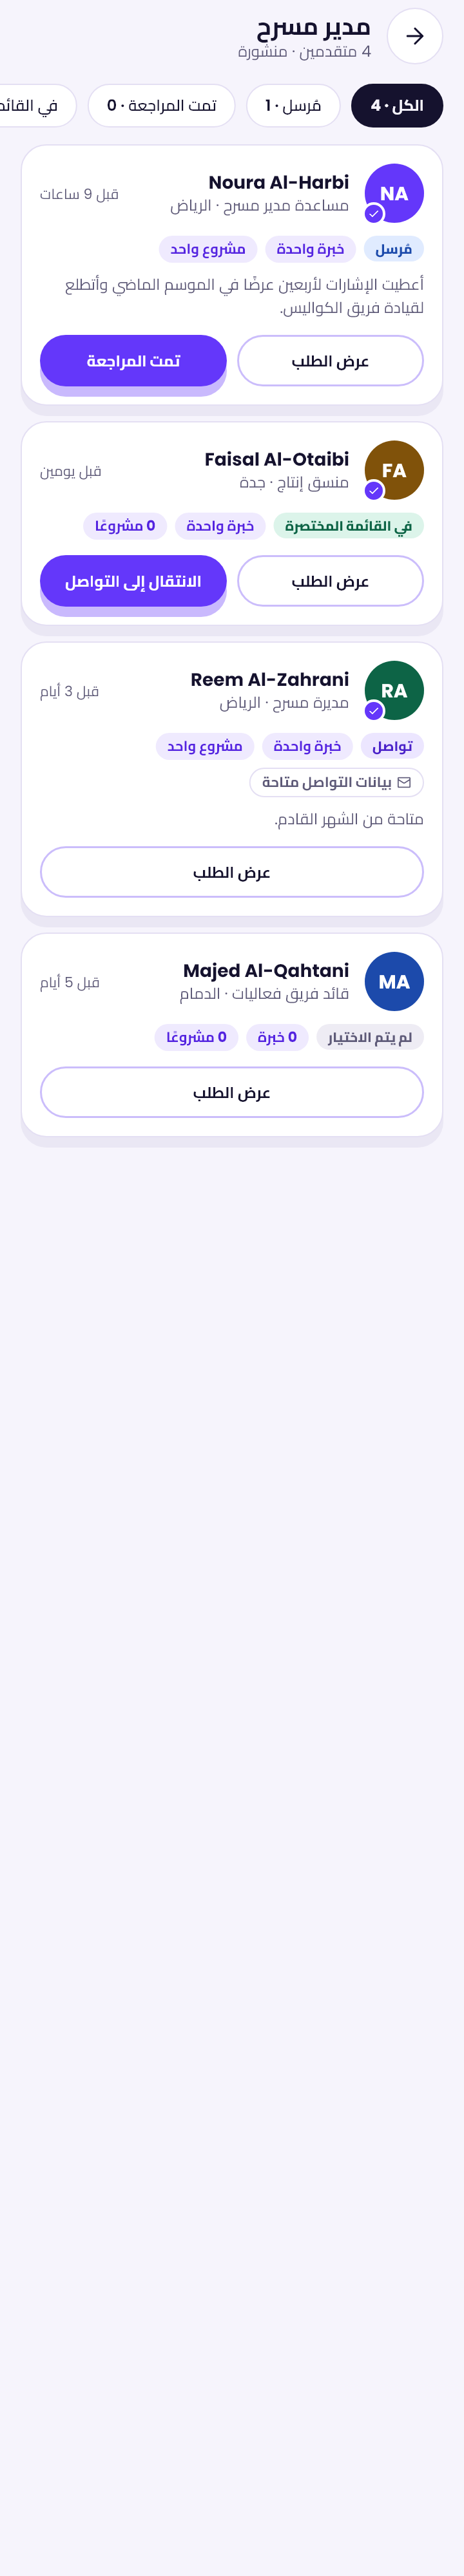 مدير مسرح
4 متقدمين · منشورة
الكل · 4
مُرسل · 1
تمت المراجعة · 0
في القائم
NA
Noura Al-Harbi
مساعدة مدير مسرح · الرياض
قبل 9 ساعات
مُرسل
خبرة واحدة
مشروع واحد
أعطيت الإشارات لأربعين عرضًا في الموسم الماضي وأتطلع
لقيادة فريق الكواليس.
عرض الطلب
تمت المراجعة
FA
Faisal Al-Otaibi
منسق إنتاج · جدة
قبل يومين
في القائمة المختصرة
خبرة واحدة
0 مشروعًا
عرض الطلب
الانتقال إلى التواصل
RA
Reem Al-Zahrani
مديرة مسرح · الرياض
قبل 3 أيام
تواصل
خبرة واحدة
مشروع واحد
بيانات التواصل متاحة
متاحة من الشهر القادم.
عرض الطلب
MA
Majed Al-Qahtani
قائد فريق فعاليات · الدمام
قبل 5 أيام
لم يتم الاختيار
0 خبرة
0 مشروعًا
عرض الطلب